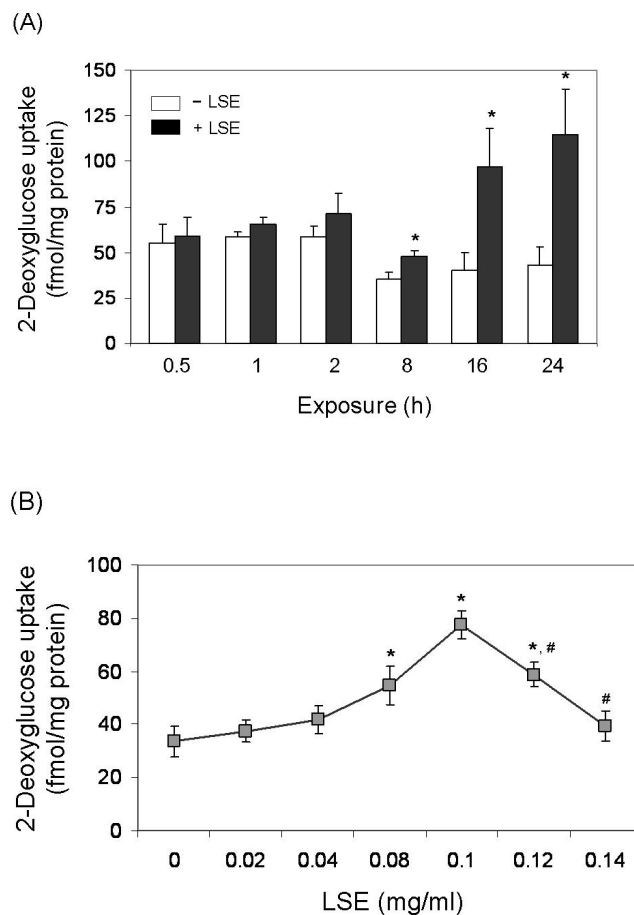 (A)
2-Deoxyglucose uptake
(fmol/mg protein)
150
125
100
75
50
25
0
– LSE
+ LSE
*
*
*
0.5 1 2 8 16 24
Exposure (h)
(B)
2-Deoxyglucose uptake
(fmol/mg protein)
100
80
60
40
20
0
*
*
*, #
#
0 0.02 0.04 0.08 0.1 0.12 0.14
LSE (mg/ml)